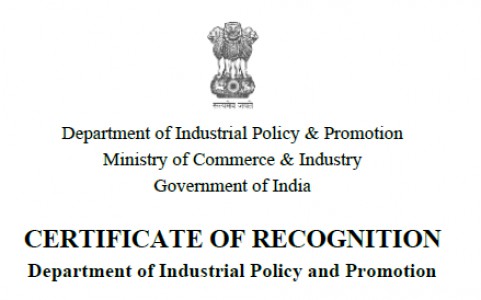 सत्यमेव जयते
Department of Industrial Policy & Promotion
Ministry of Commerce & Industry
Government of India
CERTIFICATE OF RECOGNITION
Department of Industrial Policy and Promotion